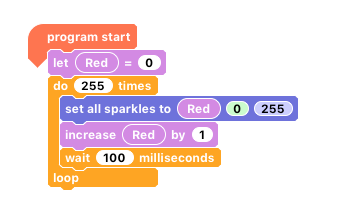 program start
let Red = 0
do 255 times
set all sparkles to Red 0 255
increase Red by 1
wait 100 milliseconds
loop